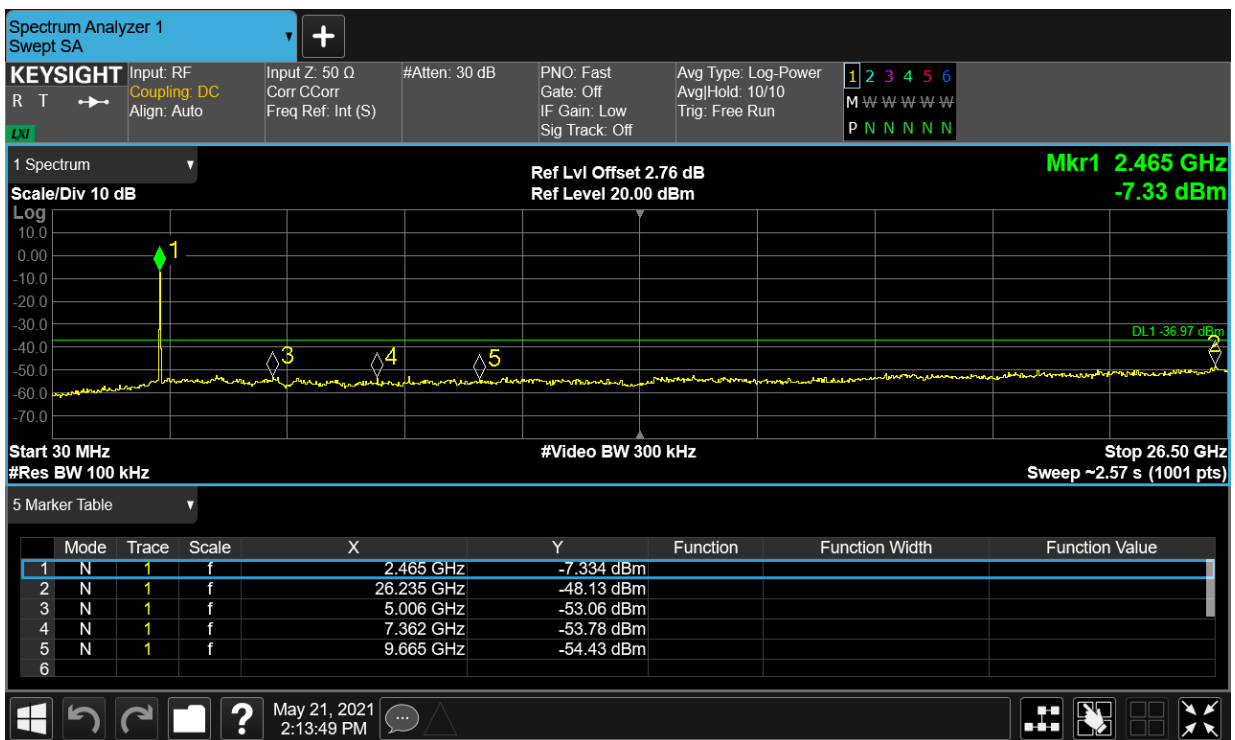 Spectrum Analyzer 1
Swept SA
+
KEYSIGHT
R T
LXI
Input: RF
Coupling: DC
Align: Auto
Input Z: 50 Ω
Corr CCorr
Freq Ref: Int (S)
#Atten: 30 dB
PNO: Fast
Gate: Off
IF Gain: Low
Sig Track: Off
Avg Type: Log-Power
Avg|Hold: 10/10
Trig: Free Run
1 2 3 4 5 6
M W W W W W
P N N N N N
1 Spectrum
Scale/Div 10 dB
Ref Lvl Offset 2.76 dB
Ref Level 20.00 dBm
Mkr1 2.465 GHz
-7.33 dBm
Log
10.0
0.00
-10.0
-20.0
-30.0
-40.0
-50.0
-60.0
-70.0
1
3
4
5
2
DL1 -36.97 dBm
Start 30 MHz
#Video BW 300 kHz
Stop 26.50 GHz
#Res BW 100 kHz
Sweep ~2.57 s (1001 pts)
5 Marker Table
Mode Trace Scale X Y Function Function Width Function Value
1 N 1 f 2.465 GHz -7.334 dBm
2 N 1 f 26.235 GHz -48.13 dBm
3 N 1 f 5.006 GHz -53.06 dBm
4 N 1 f 7.362 GHz -53.78 dBm
5 N 1 f 9.665 GHz -54.43 dBm
6
?
May 21, 2021
2:13:49 PM